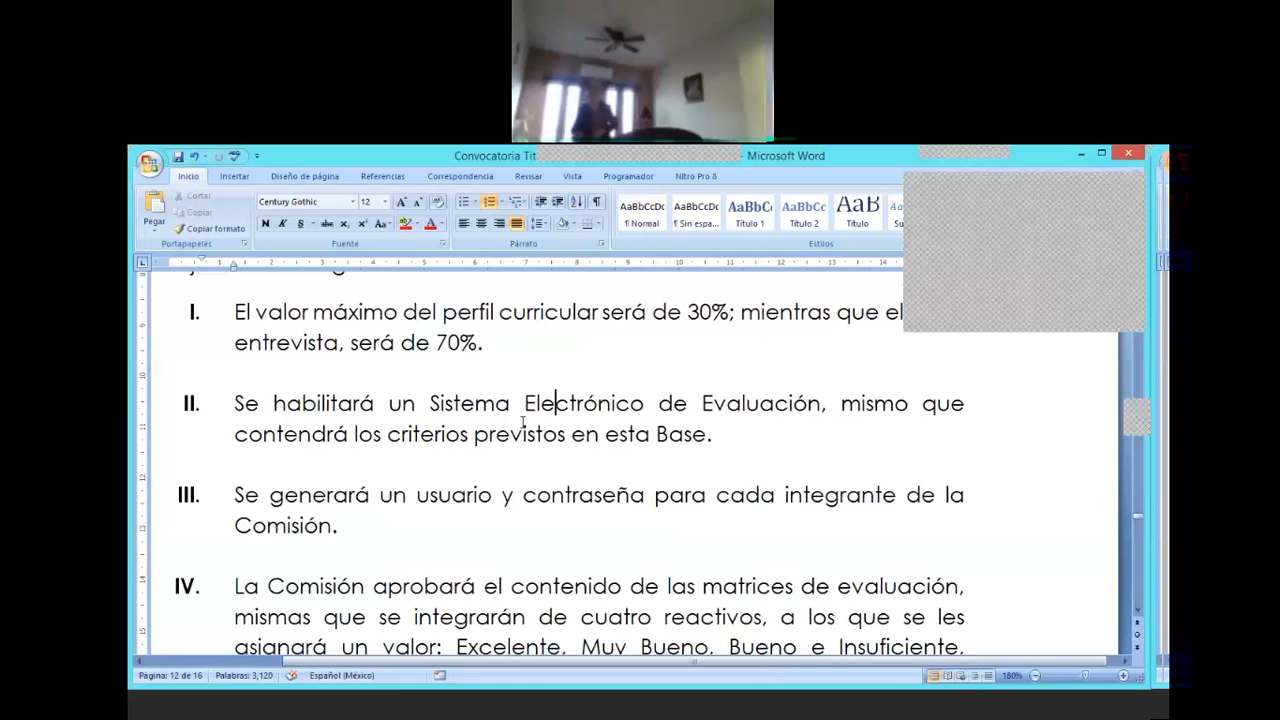 Convocatoria Tit
- Microsoft Word
Inicio Insertar Diseño de página Referencias Correspondencia Revisar Vista Programador Nitro Pro 8
Cortar
Copiar
Copiar formato
Pegar
Portapapeles
Century Gothic 12
Fuente
Párrafo
AaBbCcDc AaBbCcDc AaBbC AaBbCc AaB
¶ Normal ¶ Sin espa... Título 1 Título 2 Título Su
Estilos
I. El valor máximo del perfil curricular será de 30%; mientras que el
entrevista, será de 70%.
II. Se habilitará un Sistema Electrónico de Evaluación, mismo que
contendrá los criterios previstos en esta Base.
III. Se generará un usuario y contraseña para cada integrante de la
Comisión.
IV. La Comisión aprobará el contenido de las matrices de evaluación,
mismas que se integrarán de cuatro reactivos, a los que se les
asignará un valor: Excelente, Muy Bueno, Bueno e Insuficiente,
Página: 12 de 16 Palabras: 3,120 Español (México) 180%